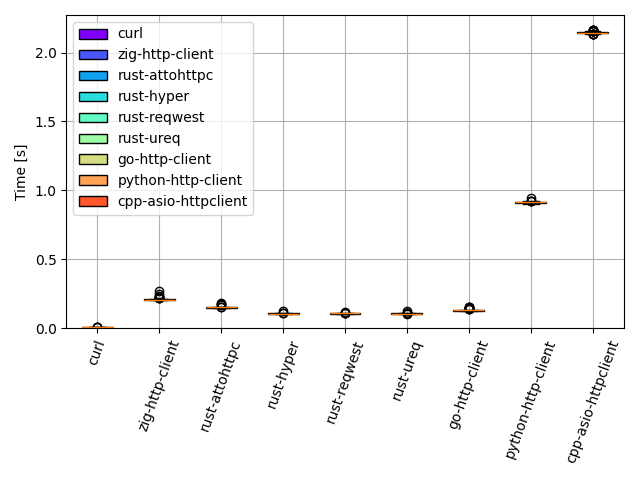 curl
zig-http-client
rust-attohttpc
rust-hyper
rust-reqwest
rust-ureq
go-http-client
python-http-client
cpp-asio-httpclient
Time [s]
2.0
1.5
1.0
0.5
0.0
curl
zig-http-client
rust-attohttpc
rust-hyper
rust-reqwest
rust-ureq
go-http-client
python-http-client
cpp-asio-httpclient